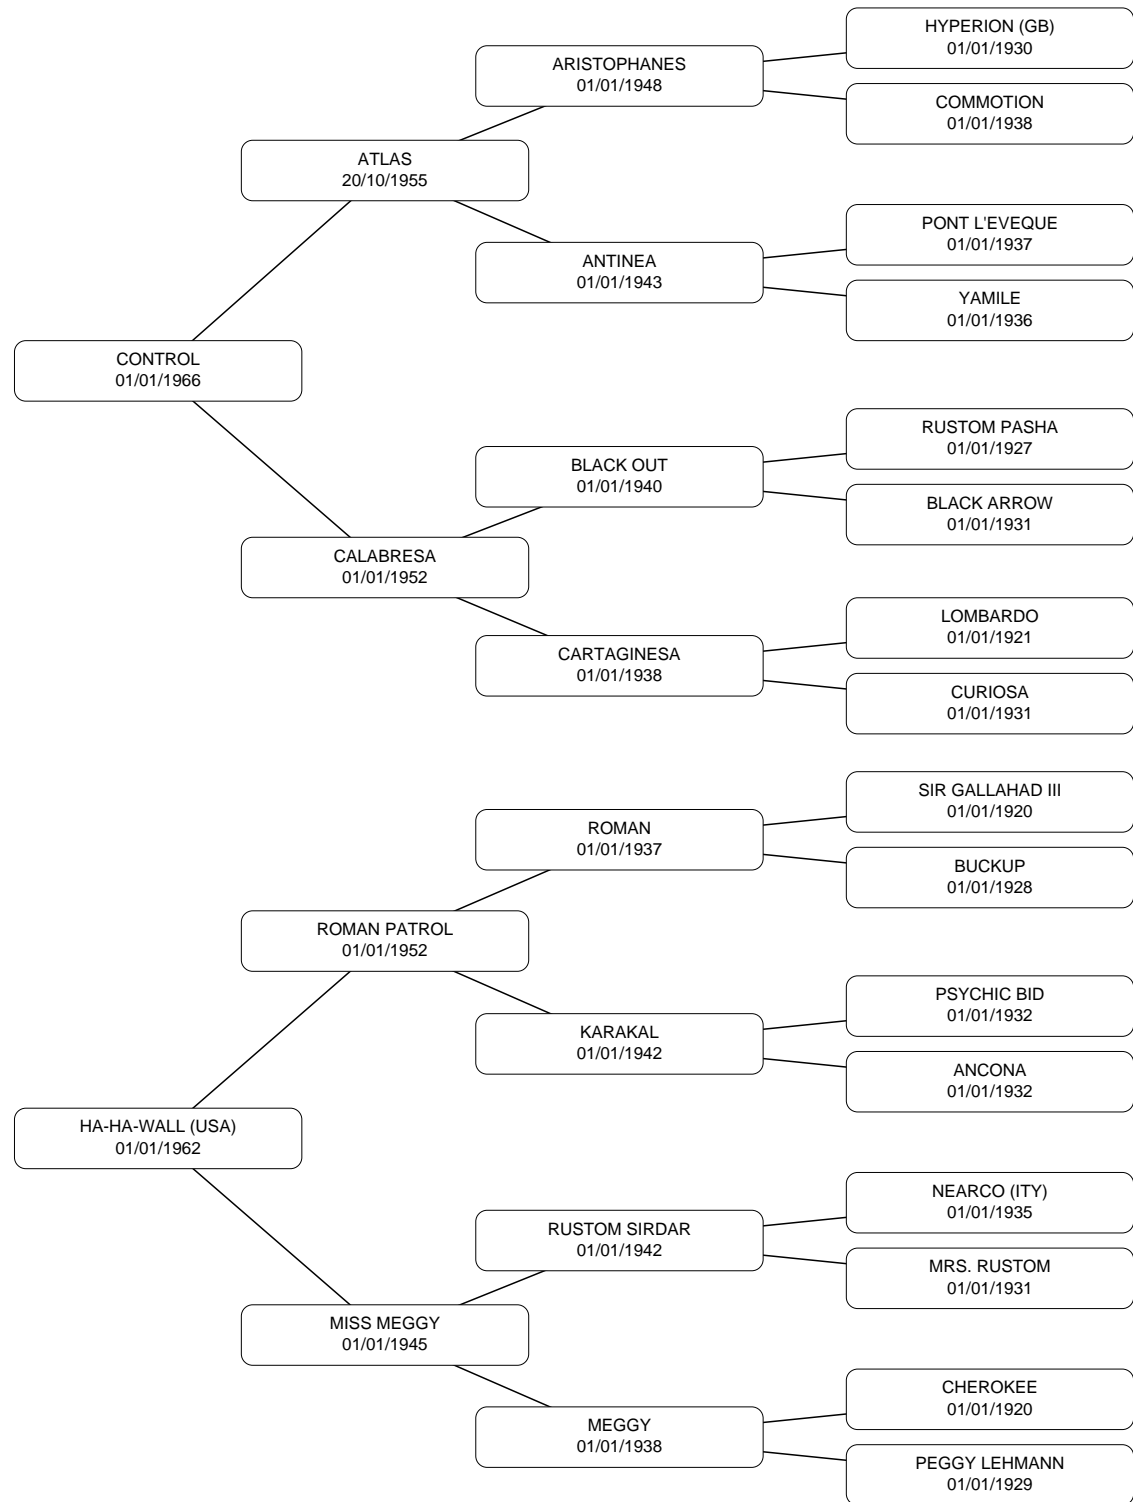 HYPERION (GB)
01/01/1930
ARISTOPHANES
01/01/1948
COMMOTION
01/01/1938
ATLAS
20/10/1955
PONT L'EVEQUE
01/01/1937
ANTINEA
01/01/1943
YAMILE
01/01/1936
CONTROL
01/01/1966
RUSTOM PASHA
01/01/1927
BLACK OUT
01/01/1940
BLACK ARROW
01/01/1931
CALABRESA
01/01/1952
LOMBARDO
01/01/1921
CARTAGINESA
01/01/1938
CURIOSA
01/01/1931
SIR GALLAHAD III
01/01/1920
ROMAN
01/01/1937
BUCKUP
01/01/1928
ROMAN PATROL
01/01/1952
PSYCHIC BID
01/01/1932
KARAKAL
01/01/1942
ANCONA
01/01/1932
HA-HA-WALL (USA)
01/01/1962
NEARCO (ITY)
01/01/1935
RUSTOM SIRDAR
01/01/1942
MRS. RUSTOM
01/01/1931
MISS MEGGY
01/01/1945
CHEROKEE
01/01/1920
MEGGY
01/01/1938
PEGGY LEHMANN
01/01/1929